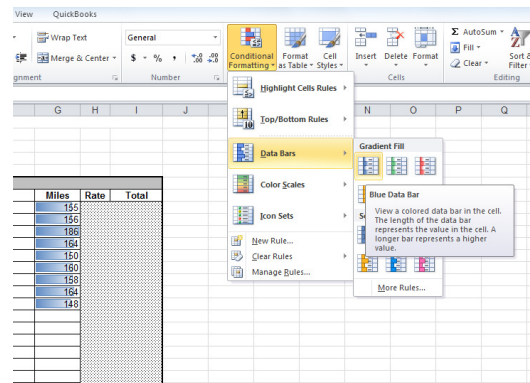 View QuickBooks
Wrap Text
General
Σ AutoSum
Fill
Clear
Merge & Center
$ % , .0 .00 .00 .0
Conditional Formatting
Format as Table
Cell Styles
Insert Delete Format
Sort & Filter
Number
Cells
Editing
G H I J N O P Q
Highlight Cells Rules
Top/Bottom Rules
10
Data Bars
Color Scales
Icon Sets
New Rule...
Clear Rules
Manage Rules...
Gradient Fill
Blue Data Bar
View a colored data bar in the cell.
The length of the data bar
represents the value in the cell. A
longer bar represents a higher
value.
More Rules...
Miles Rate Total
155
156
186
164
150
160
158
164
148